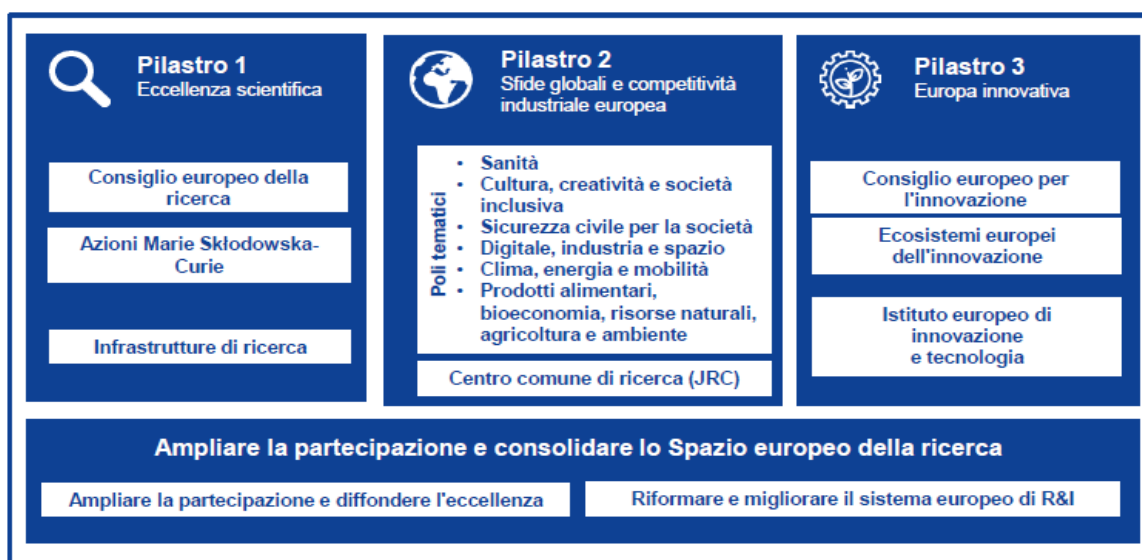 Pilastro 1
Eccellenza scientifica
Consiglio europeo della
ricerca
Azioni Marie Skłodowska-
Curie
Infrastrutture di ricerca
Pilastro 2
Sfide globali e competitività
industriale europea
Poli tematici
• Sanità
• Cultura, creatività e società
inclusiva
• Sicurezza civile per la società
• Digitale, industria e spazio
• Clima, energia e mobilità
• Prodotti alimentari,
bioeconomia, risorse naturali,
agricoltura e ambiente
Centro comune di ricerca (JRC)
Pilastro 3
Europa innovativa
Consiglio europeo per
l'innovazione
Ecosistemi europei
dell'innovazione
Istituto europeo di
innovazione
e tecnologia
Ampliare la partecipazione e consolidare lo Spazio europeo della ricerca
Ampliare la partecipazione e diffondere l'eccellenza
Riformare e migliorare il sistema europeo di R&I